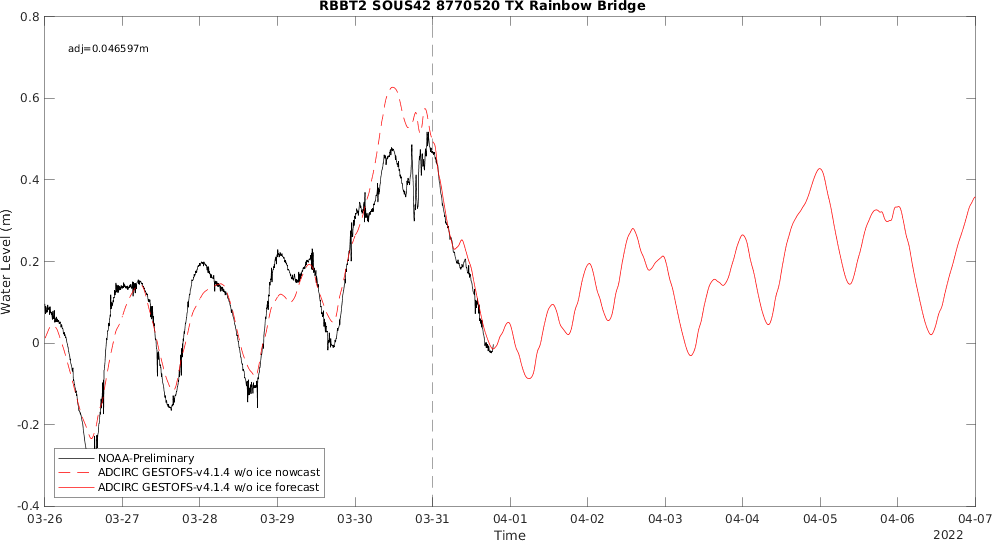 RBBT2 SOUS42 8770520 TX Rainbow Bridge
adj=0.046597m
Water Level (m)
0.8
0.6
0.4
0.2
0
-0.2
-0.4
NOAA-Preliminary
ADCIRC GESTOFS-v4.1.4 w/o ice nowcast
ADCIRC GESTOFS-v4.1.4 w/o ice forecast
03-26 03-27 03-28 03-29 03-30 03-31 04-01 04-02 04-03 04-04 04-05 04-06 04-07
Time
2022